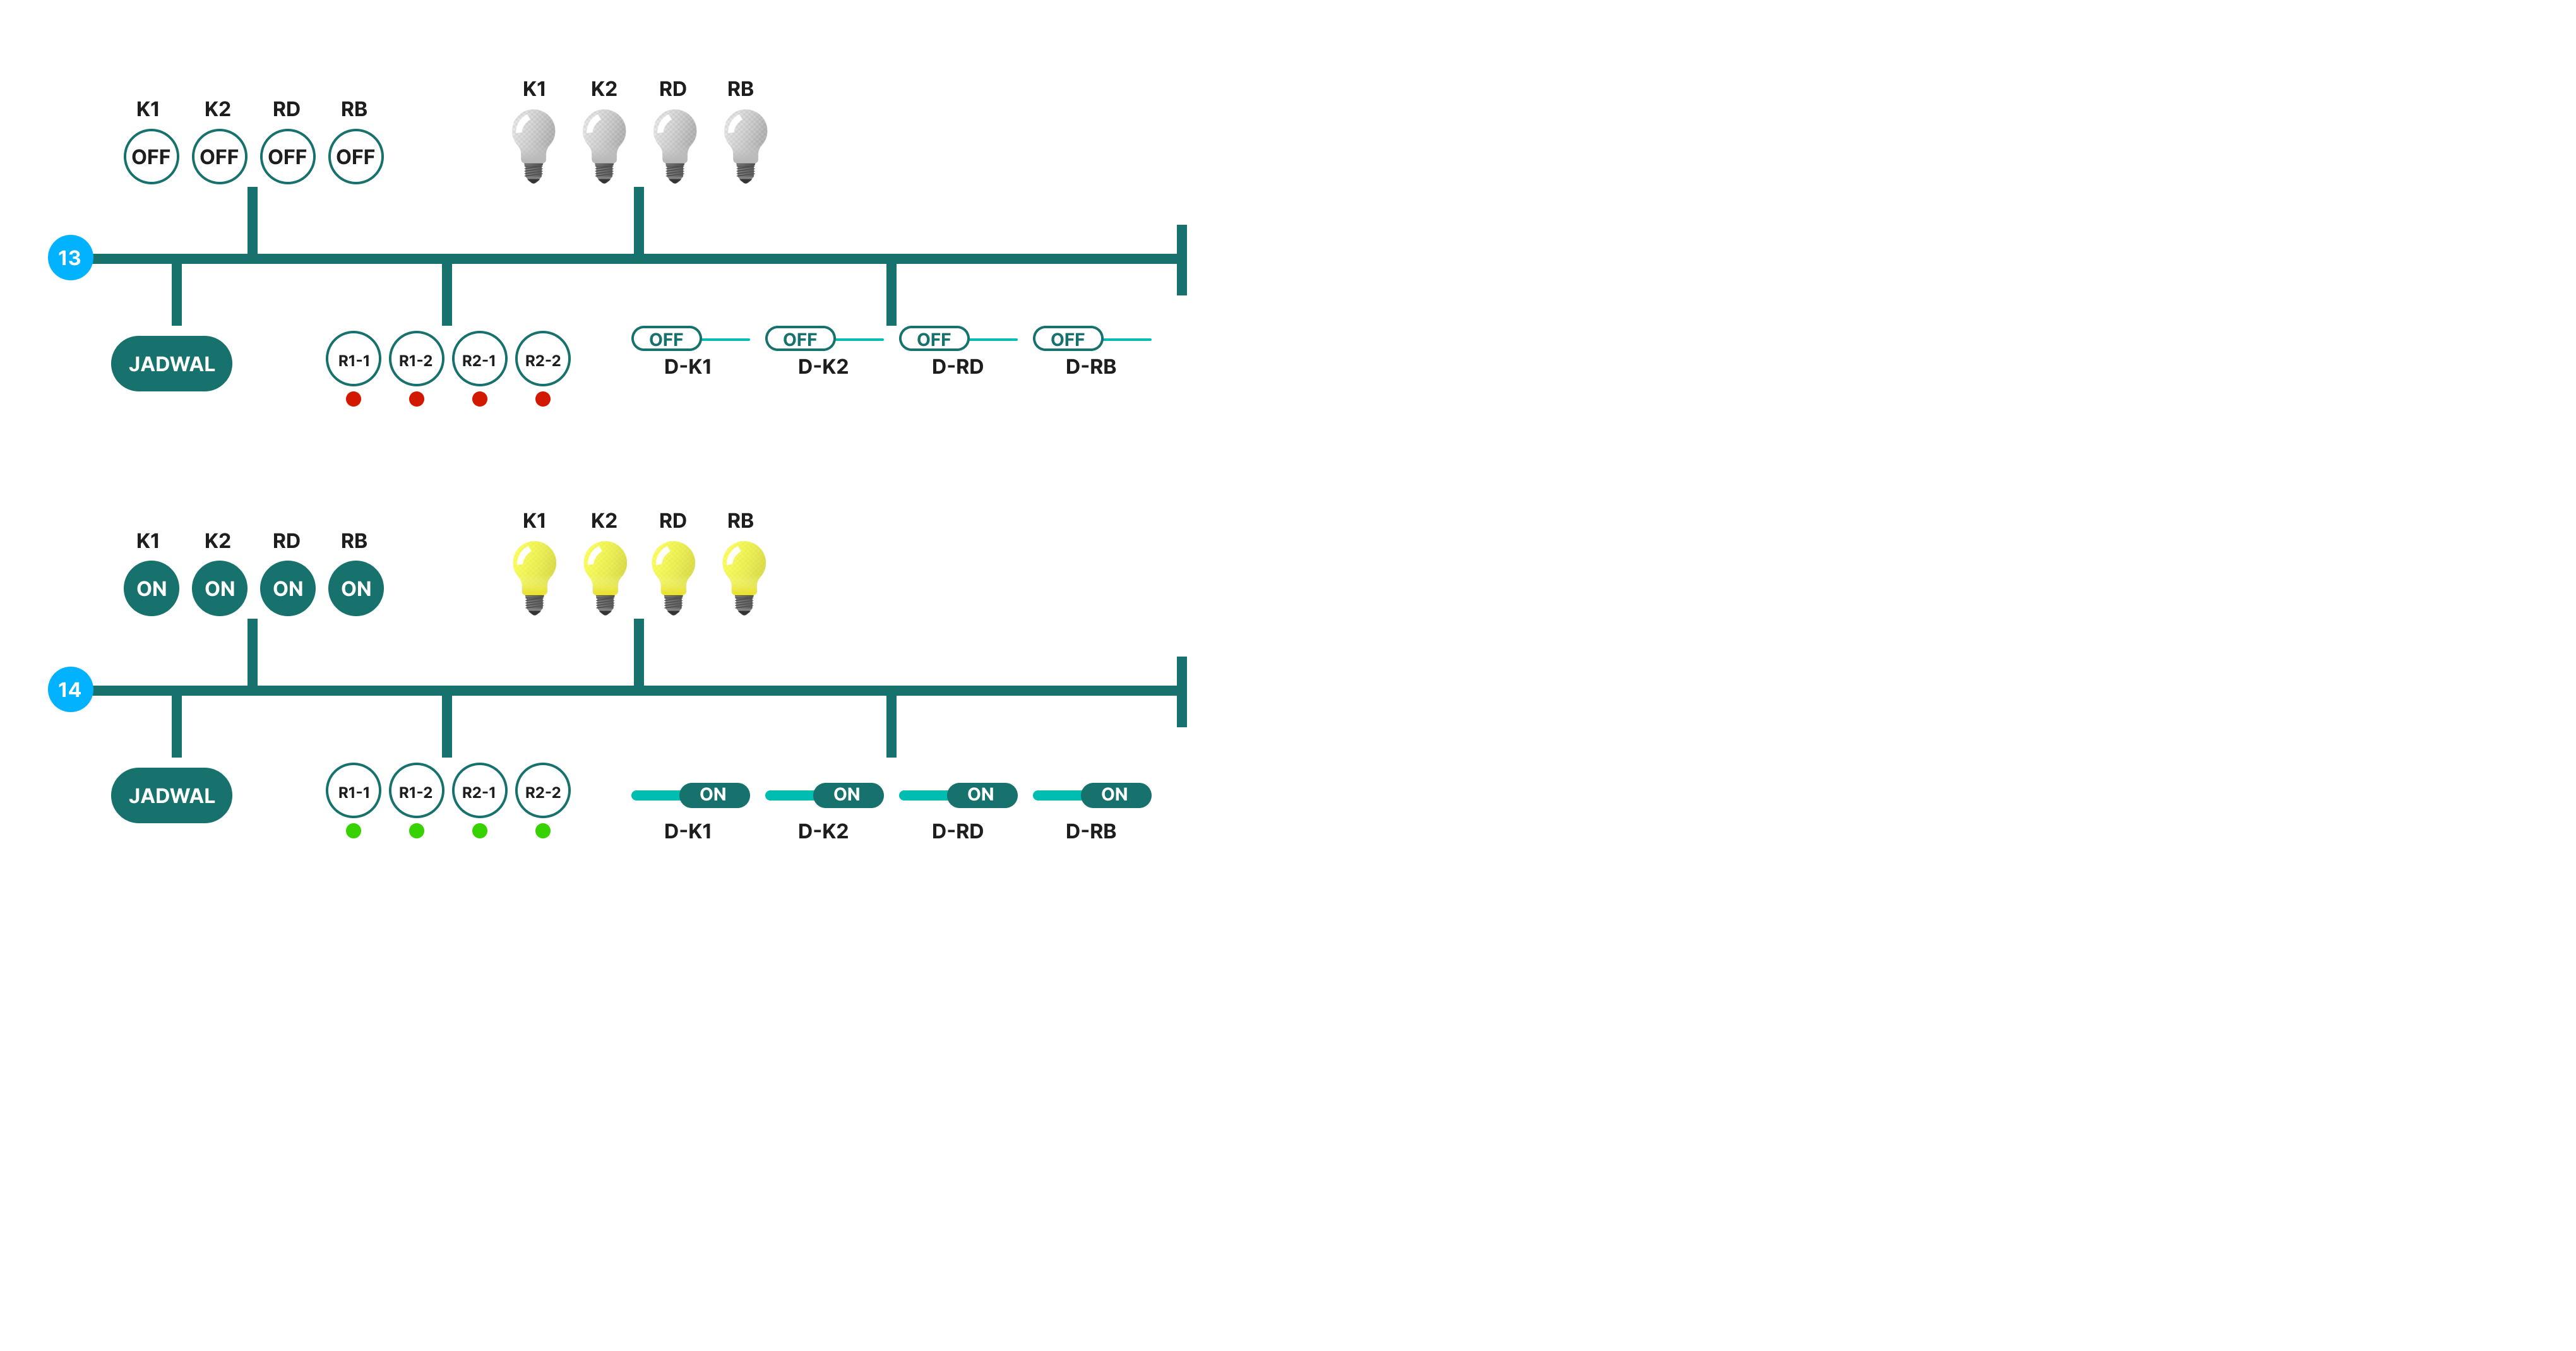 K1 K2 RD RB
K1 K2 RD RB
OFF OFF OFF OFF
13
JADWAL
R1-1 R1-2 R2-1 R2-2
OFF OFF OFF OFF
D-K1 D-K2 D-RD D-RB
K1 K2 RD RB
K1 K2 RD RB
ON ON ON ON
14
JADWAL
R1-1 R1-2 R2-1 R2-2
ON ON ON ON
D-K1 D-K2 D-RD D-RB